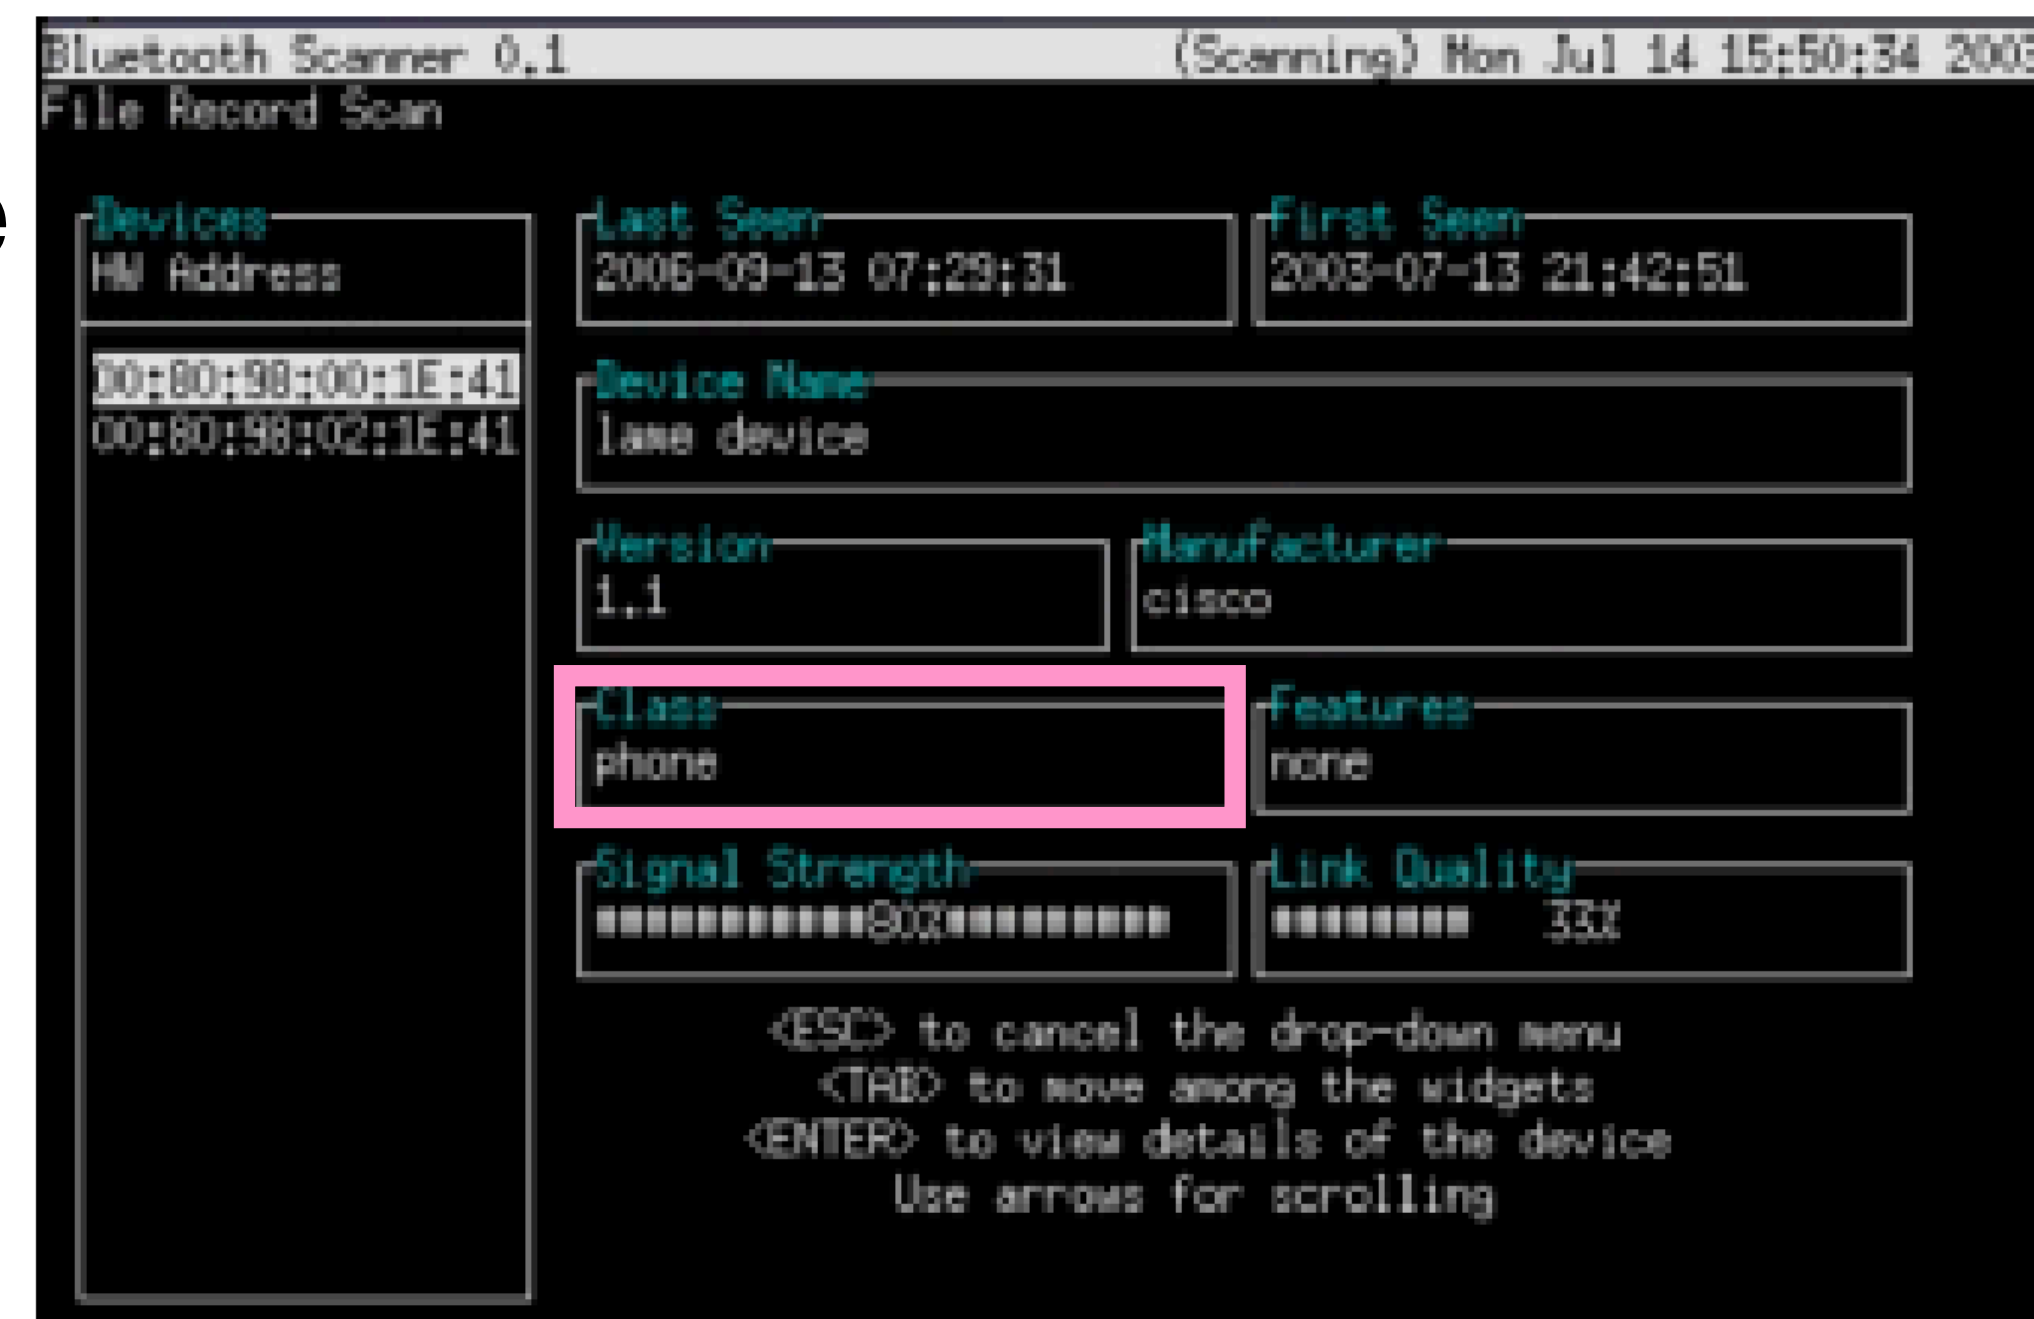 e
Bluetooth Scanner 0.1 (Scanning) Mon Jul 14 15:50:34 2003
File Record Scan
Devices
HW Address
00:80:98:00:1E:41
00:80:98:02:1E:41
Last Seen
2006-09-13 07:29:31
First Seen
2003-07-13 21:42:51
Device Name
lame device
Version
1.1
Manufacturer
cisco
Class
phone
Features
none
Signal Strength
80%
Link Quality
33%
<ESC> to cancel the drop-down menu
<TAB> to move among the widgets
<ENTER> to view details of the device
Use arrows for scrolling